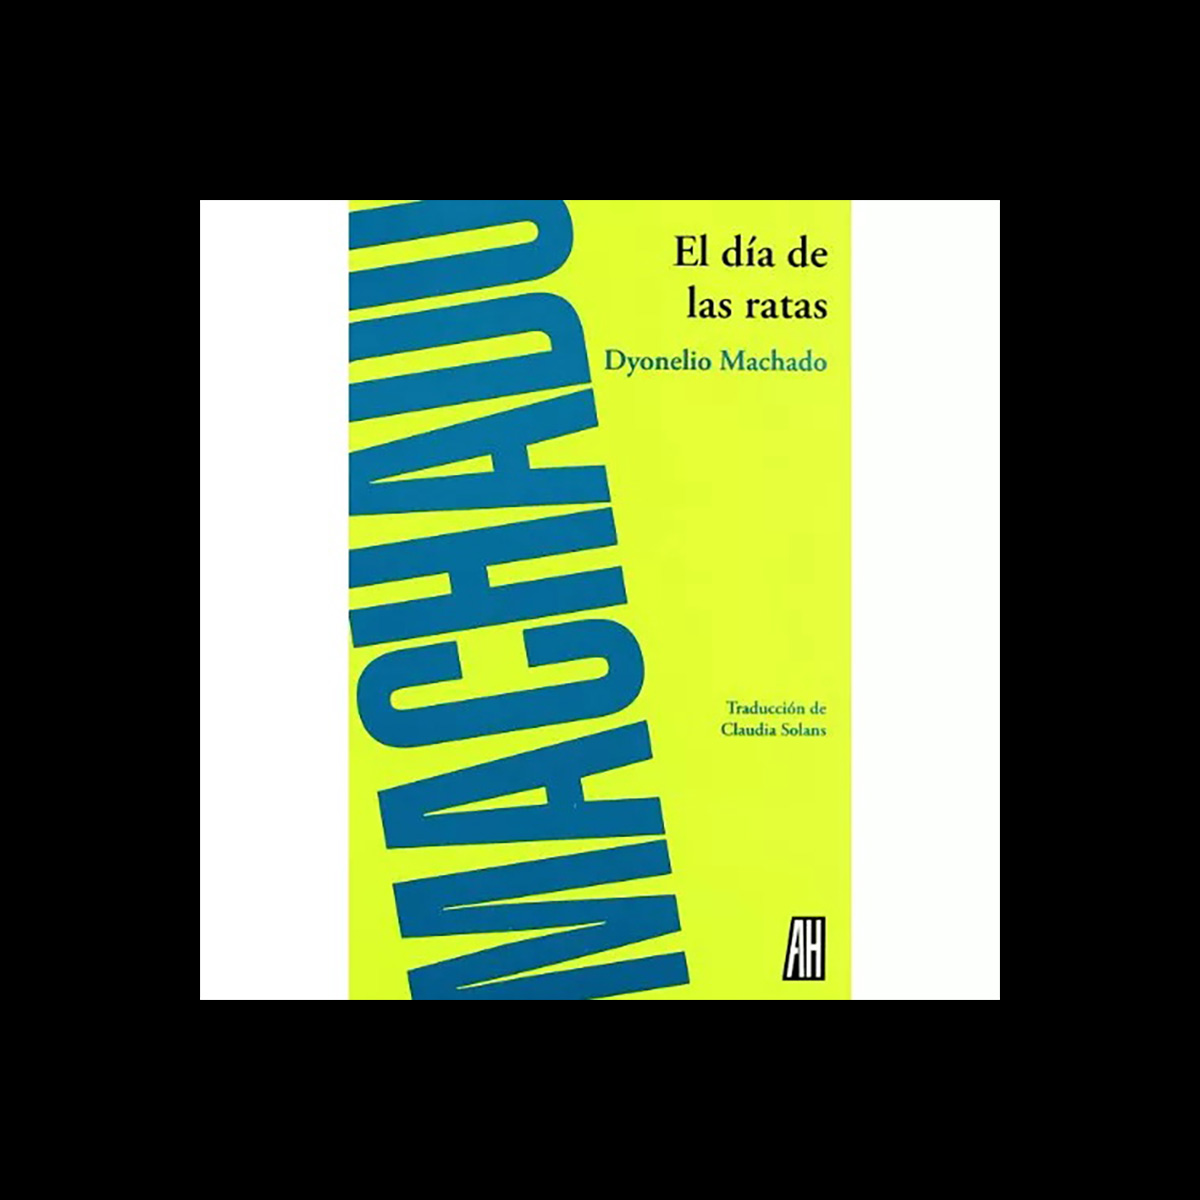 El día de
las ratas
Dyonelio Machado
MACHADO
Traducción de
Claudia Solans
AH